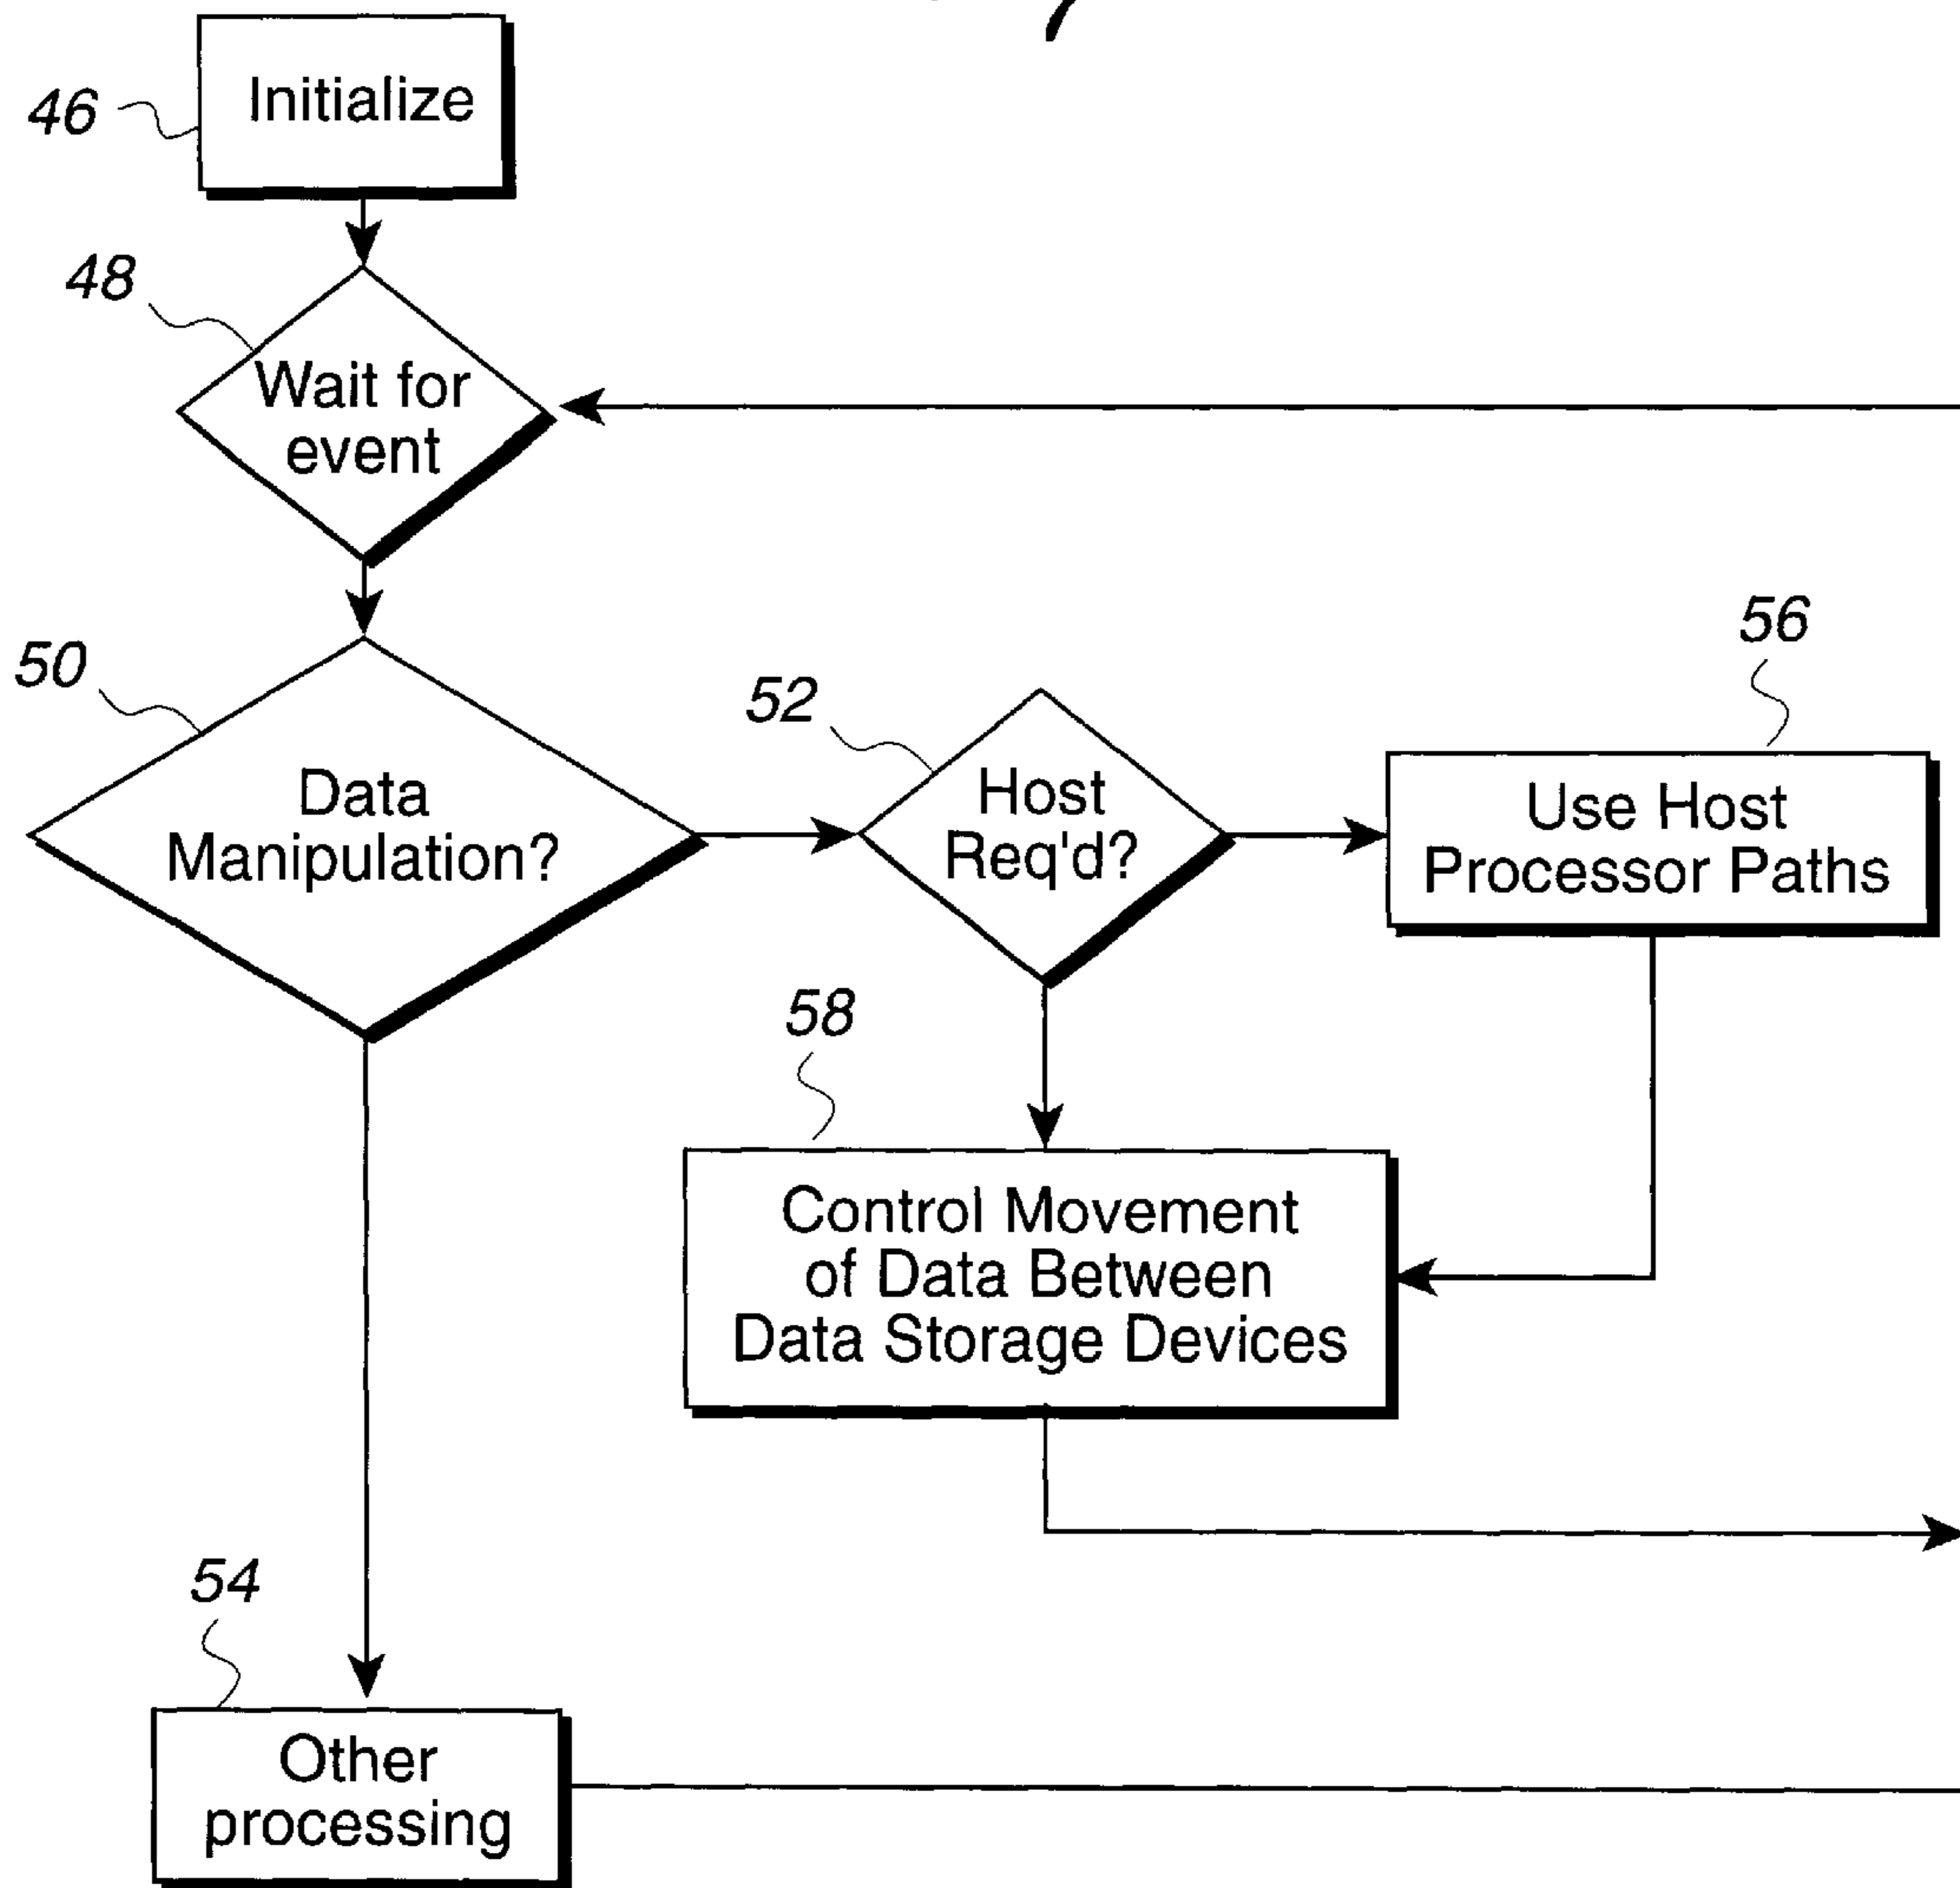 46
Initialize
48
Wait for
event
50
Data
Manipulation?
52
Host
Req'd?
56
Use Host
Processor Paths
58
Control Movement
of Data Between
Data Storage Devices
54
Other
processing